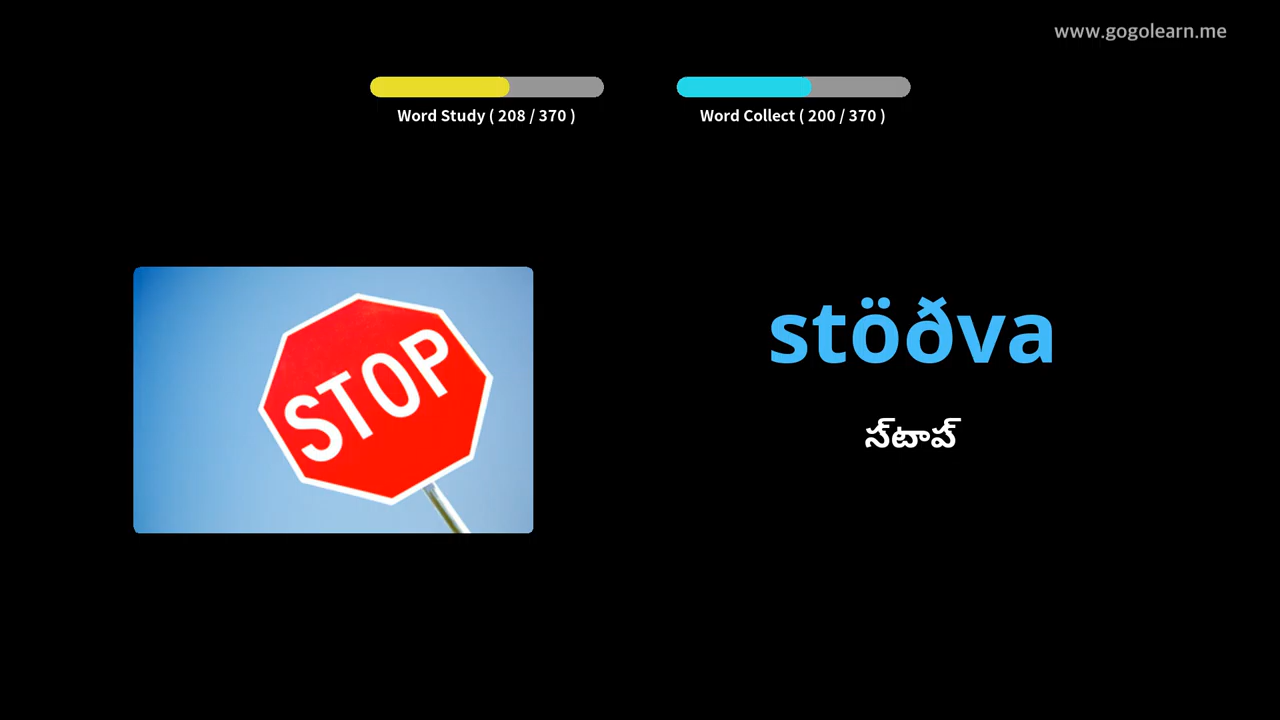 www.gogolearn.me
Word Study ( 208 / 370 )
Word Collect ( 200 / 370 )
STOP
stöðva
స్‌టాప్